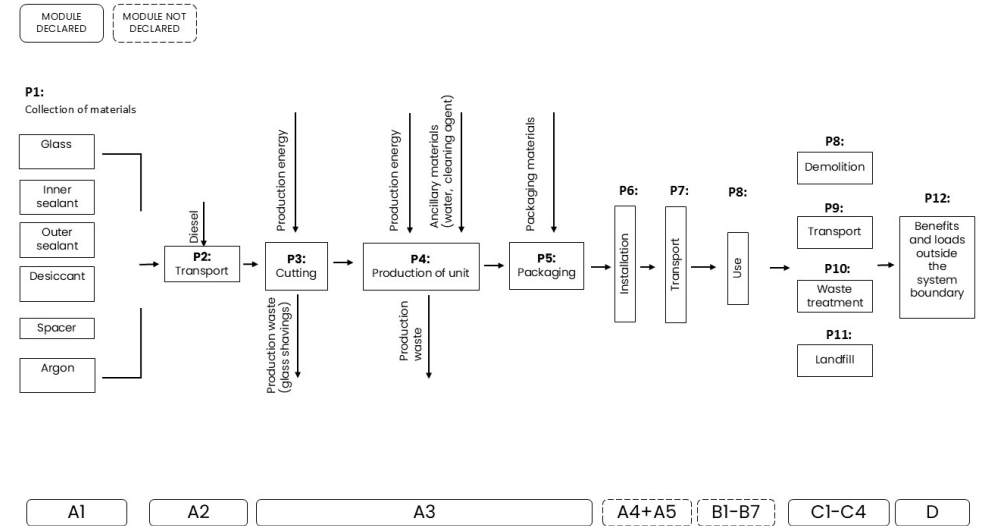 MODULE
DECLARED
MODULE NOT
DECLARED
P1:
Collection of materials
Glass
Inner
sealant
Outer
sealant
Desiccant
Spacer
Argon
Diesel
P2:
Transport
Production energy
P3:
Cutting
Production waste
(glass shavings)
Production energy
Ancillary materials
(water, cleaning agent)
P4:
Production of unit
Production
waste
Packaging materials
P5:
Packaging
P6:
Installation
P7:
Transport
P8:
Use
P8:
Demolition
P9:
Transport
P10:
Waste
treatment
P11:
Landfill
P12:
Benefits
and loads
outside
the
system
boundary
A1
A2
A3
A4+A5
B1-B7
C1-C4
D